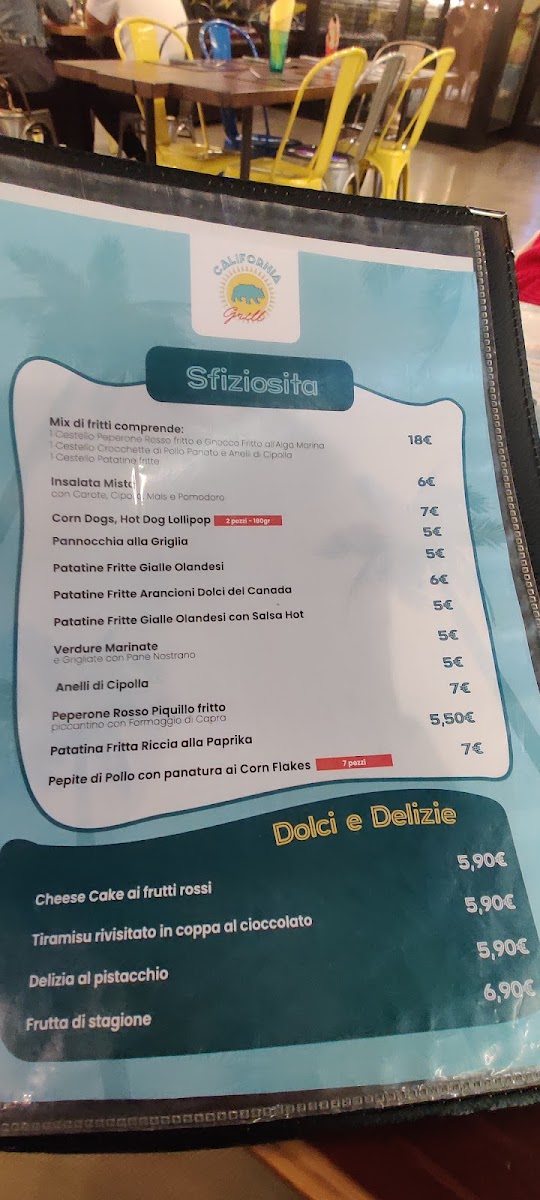 CALIFORNIA
Grill
Sfiziosita
Mix di fritti comprende:
1 Cestello Peperone Rosso fritto e Gnocco Fritto all'Alga Marina
1 Cestello Crocchette di Pollo Panato e Anelli di Cipolla
1 Cestello Patatine fritte
18€
Insalata Mista
con Carote, Cipolla, Mais e Pomodoro
6€
Corn Dogs, Hot Dog Lollipop 2 pezzi - 180gr 7€
Pannocchia alla Griglia 5€
Patatine Fritte Gialle Olandesi 5€
Patatine Fritte Arancioni Dolci del Canada 6€
Patatine Fritte Gialle Olandesi con Salsa Hot 5€
Verdure Marinate 5€
e Grigliate con Pane Nostrano
Anelli di Cipolla 5€
Peperone Rosso Piquillo fritto 7€
piccantino con Formaggio di Capra
Patatina Fritta Riccia alla Paprika 5,50€
Pepite di Pollo con panatura ai Corn Flakes 7 pezzi 7€
Dolci e Delizie
Cheese Cake ai frutti rossi 5,90€
Tiramisu rivisitato in coppa al cioccolato 5,90€
Delizia al pistacchio 5,90€
Frutta di stagione 6,90€